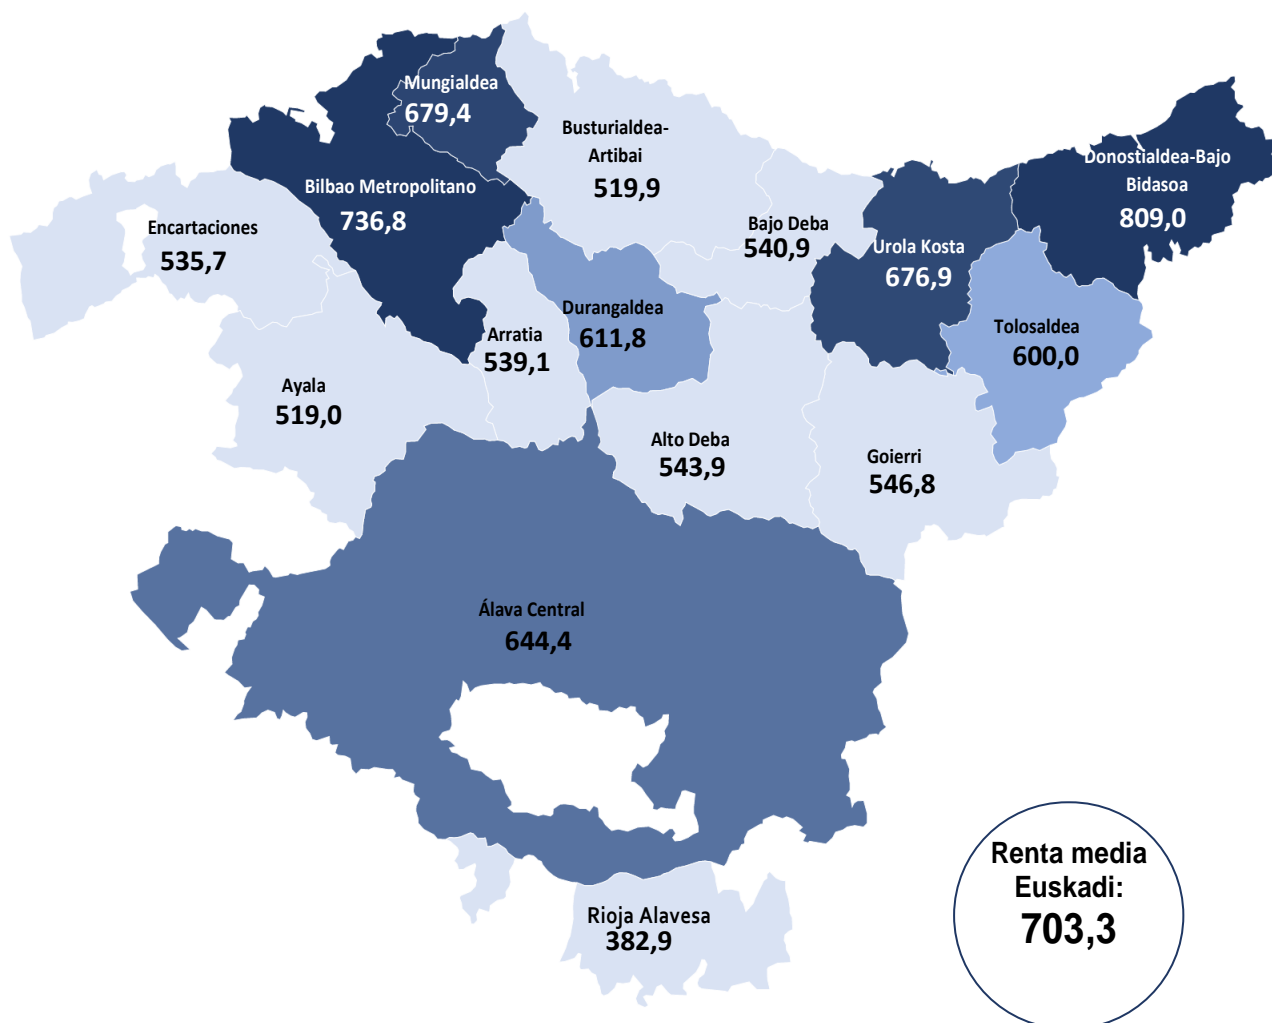 Mungialdea
679,4
Busturialdea-
Artibai
519,9
Donostialdea-Bajo
Bidasoa
809,0
Bilbao Metropolitano
736,8
Encartaciones
535,7
Bajo Deba
540,9
Urola Kosta
676,9
Durangaldea
611,8
Tolosaldea
600,0
Arratia
539,1
Ayala
519,0
Alto Deba
543,9
Goierri
546,8
Álava Central
644,4
Rioja Alavesa
382,9
Renta media
Euskadi:
703,3